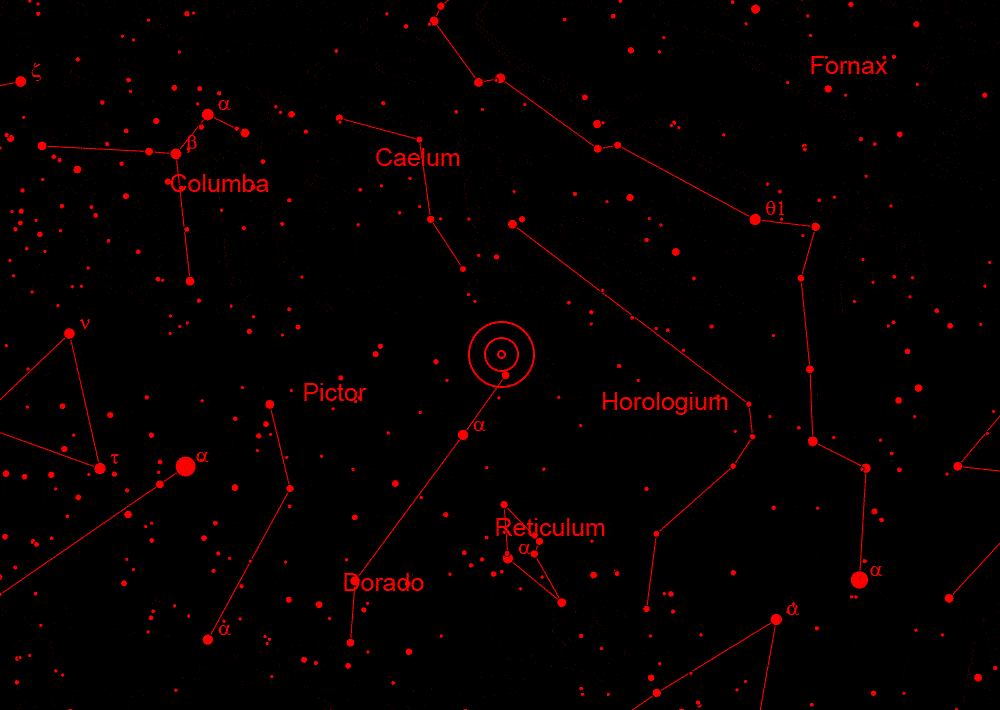 Fornax
ζ
α
β
Caelum
Columba
θ1
ν
Pictor
Horologium
α
τ
α
Reticulum
α
α
Dorado
α
α